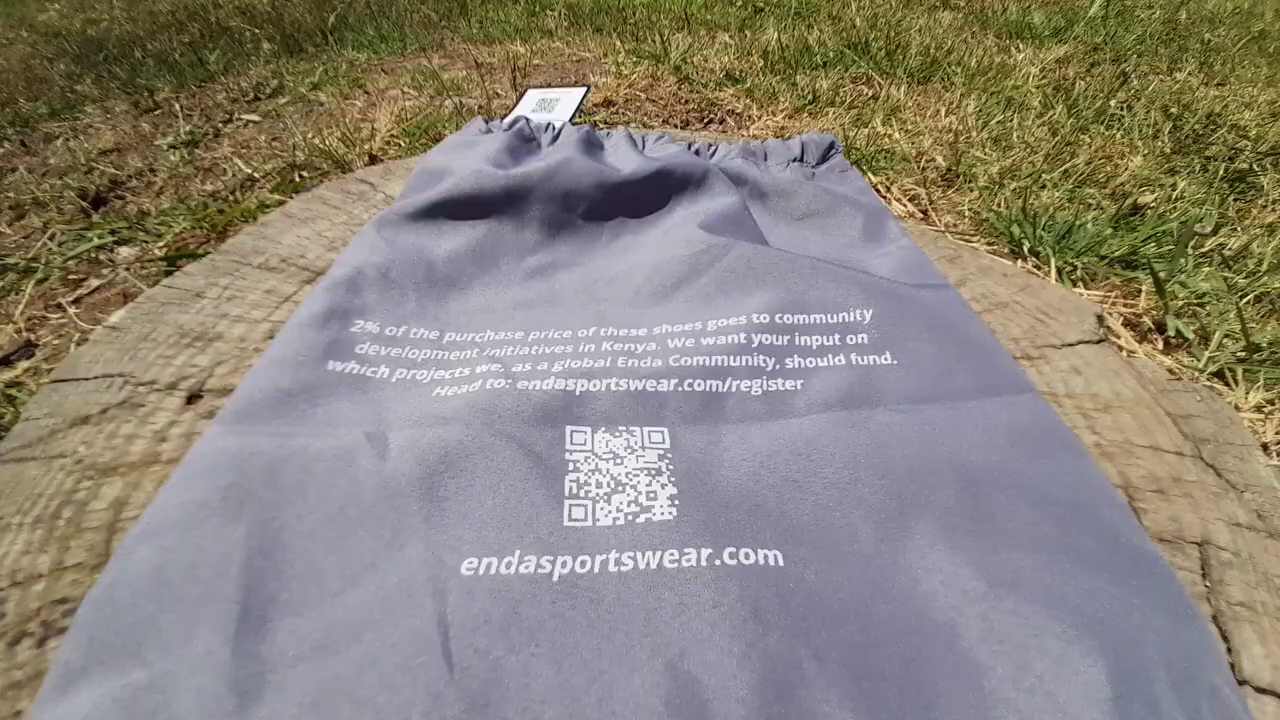 2% of the purchase price of these shoes goes to community
development initiatives in Kenya. We want your input on
which projects we, as a global Enda Community, should fund.
Head to: endasportswear.com/register
endasportswear.com